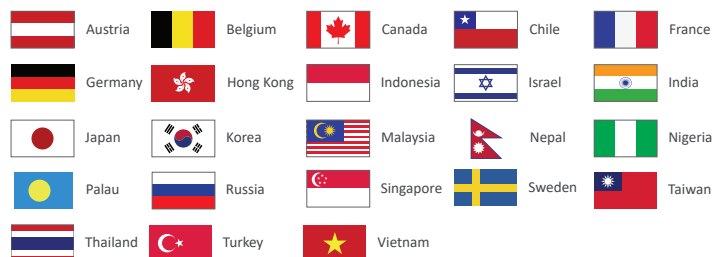 Austria Belgium Canada Chile France
Germany Hong Kong Indonesia Israel India
Japan Korea Malaysia Nepal Nigeria
Palau Russia Singapore Sweden Taiwan
Thailand Turkey Vietnam